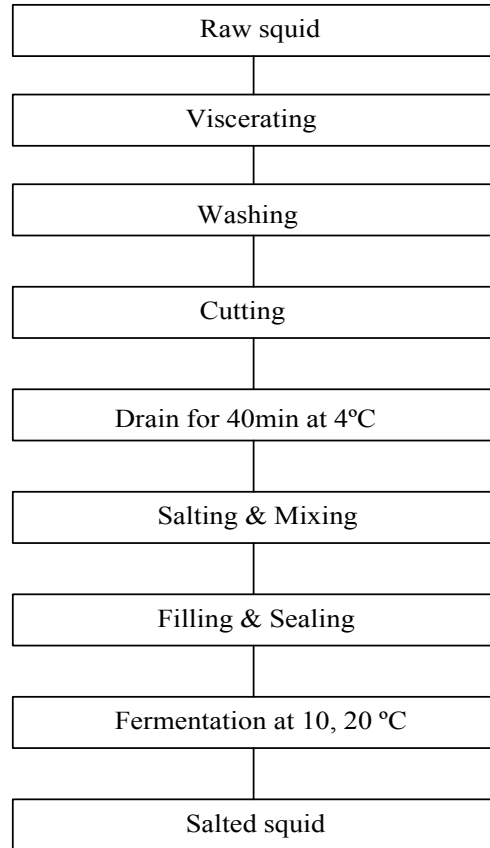 Raw squid
Viscerating
Washing
Cutting
Drain for 40min at 4ºC
Salting & Mixing
Filling & Sealing
Fermentation at 10, 20 ºC
Salted squid